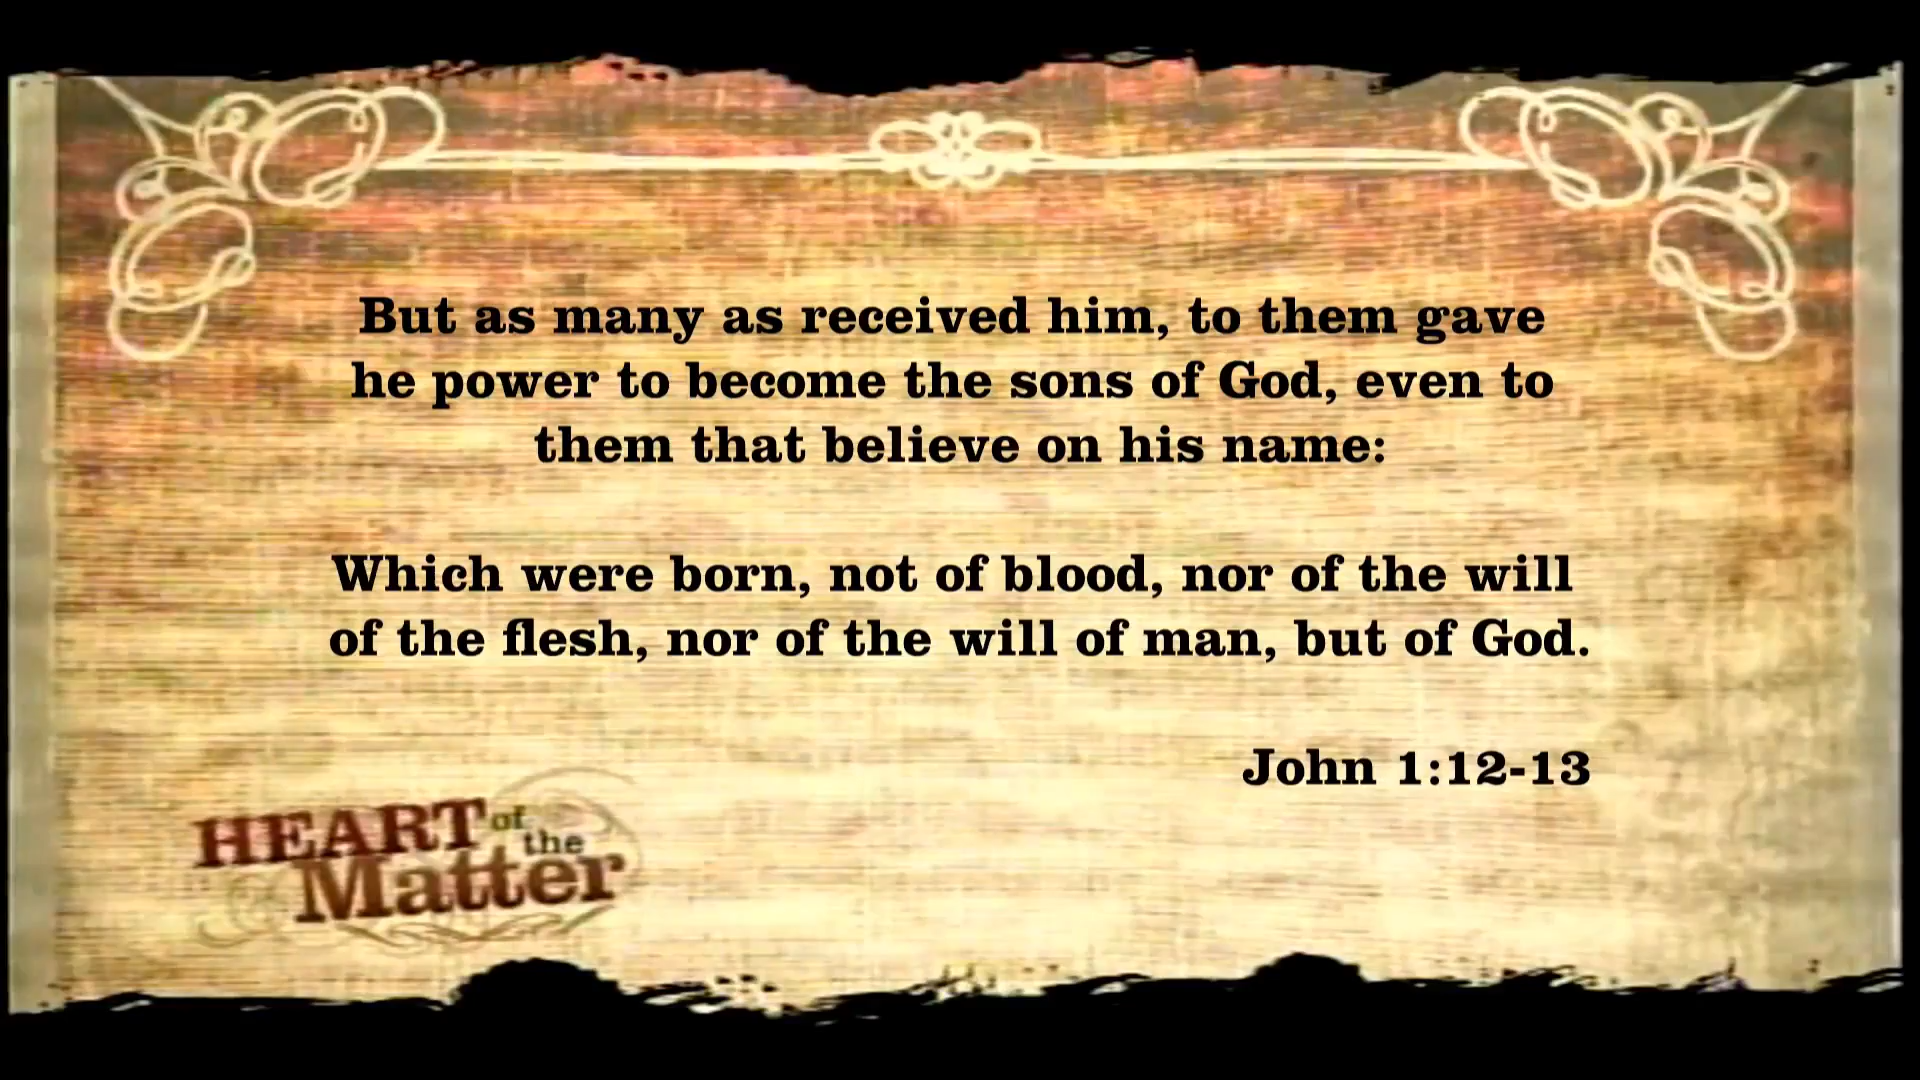 But as many as received him, to them gave
he power to become the sons of God, even to
them that believe on his name:
Which were born, not of blood, nor of the will
of the flesh, nor of the will of man, but of God.
John 1:12-13
HEART of
the
Matter